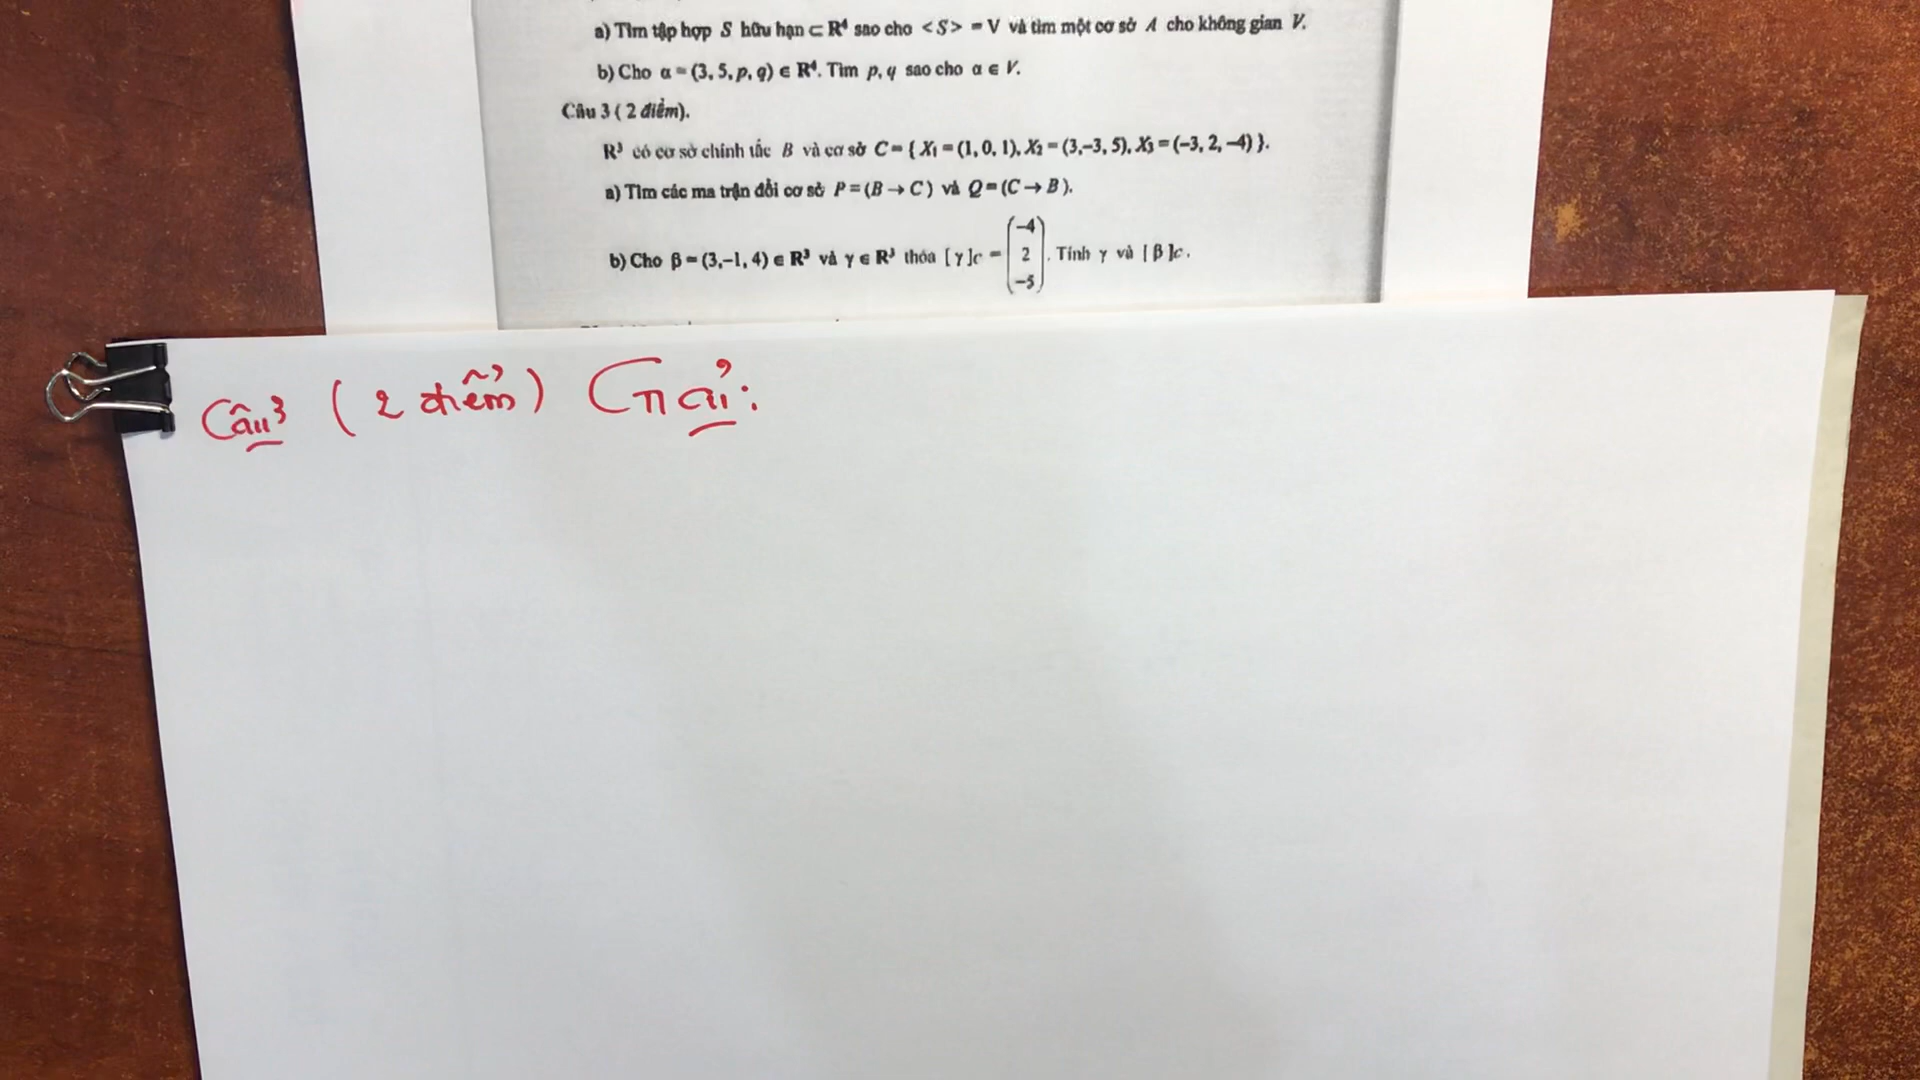 a) Tìm tập hợp S hữu hạn ⊂ R⁴ sao cho < S > = V và tìm một cơ sở A cho không gian V.
b) Cho α = (3, 5, p, q) ∈ R⁴. Tìm p, q sao cho α ∈ V.
Câu 3 ( 2 điểm).
R³ có cơ sở chính tắc B và cơ sở C = { X₁ = (1, 0, 1), X₂ = (3,–3, 5), X₃ = (–3, 2, –4) }.
a) Tìm các ma trận đổi cơ sở P = (B → C ) và Q = (C → B ).
b) Cho β = (3,–1, 4) ∈ R³ và γ ∈ R³ thỏa [ γ ]c = (–4 2 –5). Tính γ và [ β ]c .
Câu 3 ( 2 điểm) Giải: